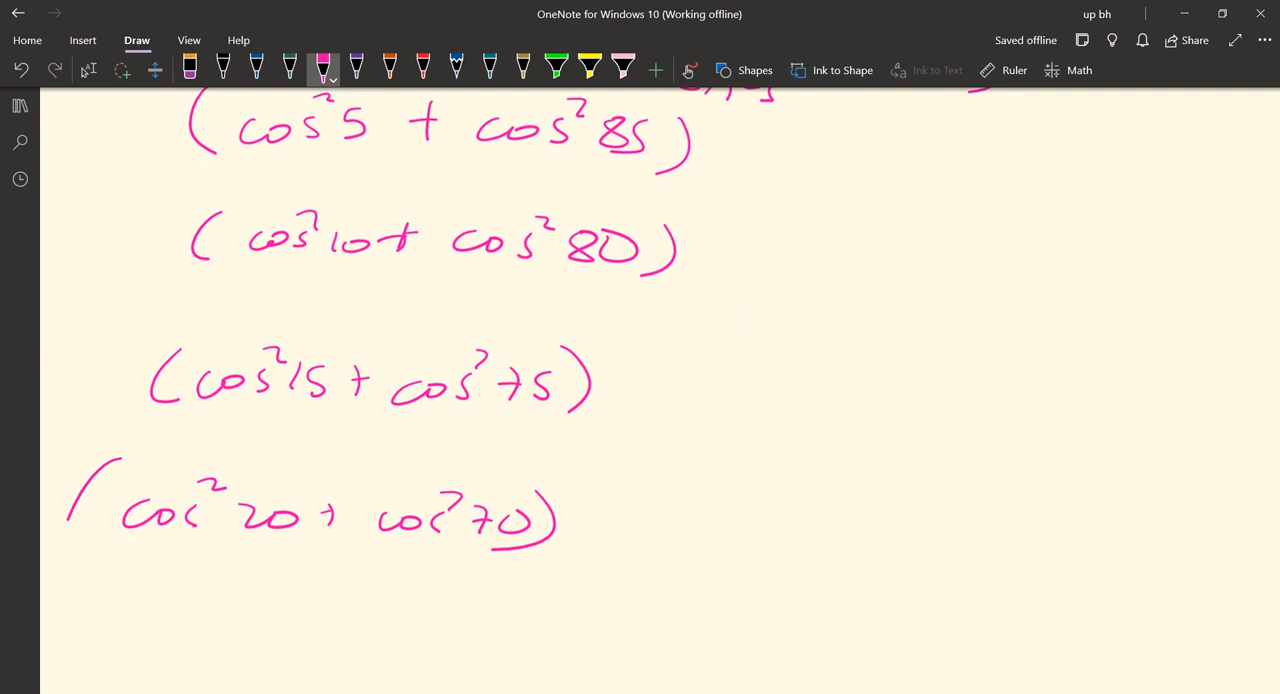 OneNote for Windows 10 (Working offline)
up bh
Home Insert Draw View Help
Saved offline
Share
Shapes
Ink to Shape
Ink to Text
Ruler
Math
(cos²5 + cos²85)
(cos²10+ cos²80)
(cos²15 + cos²75)
(cos²20+ cos²70)